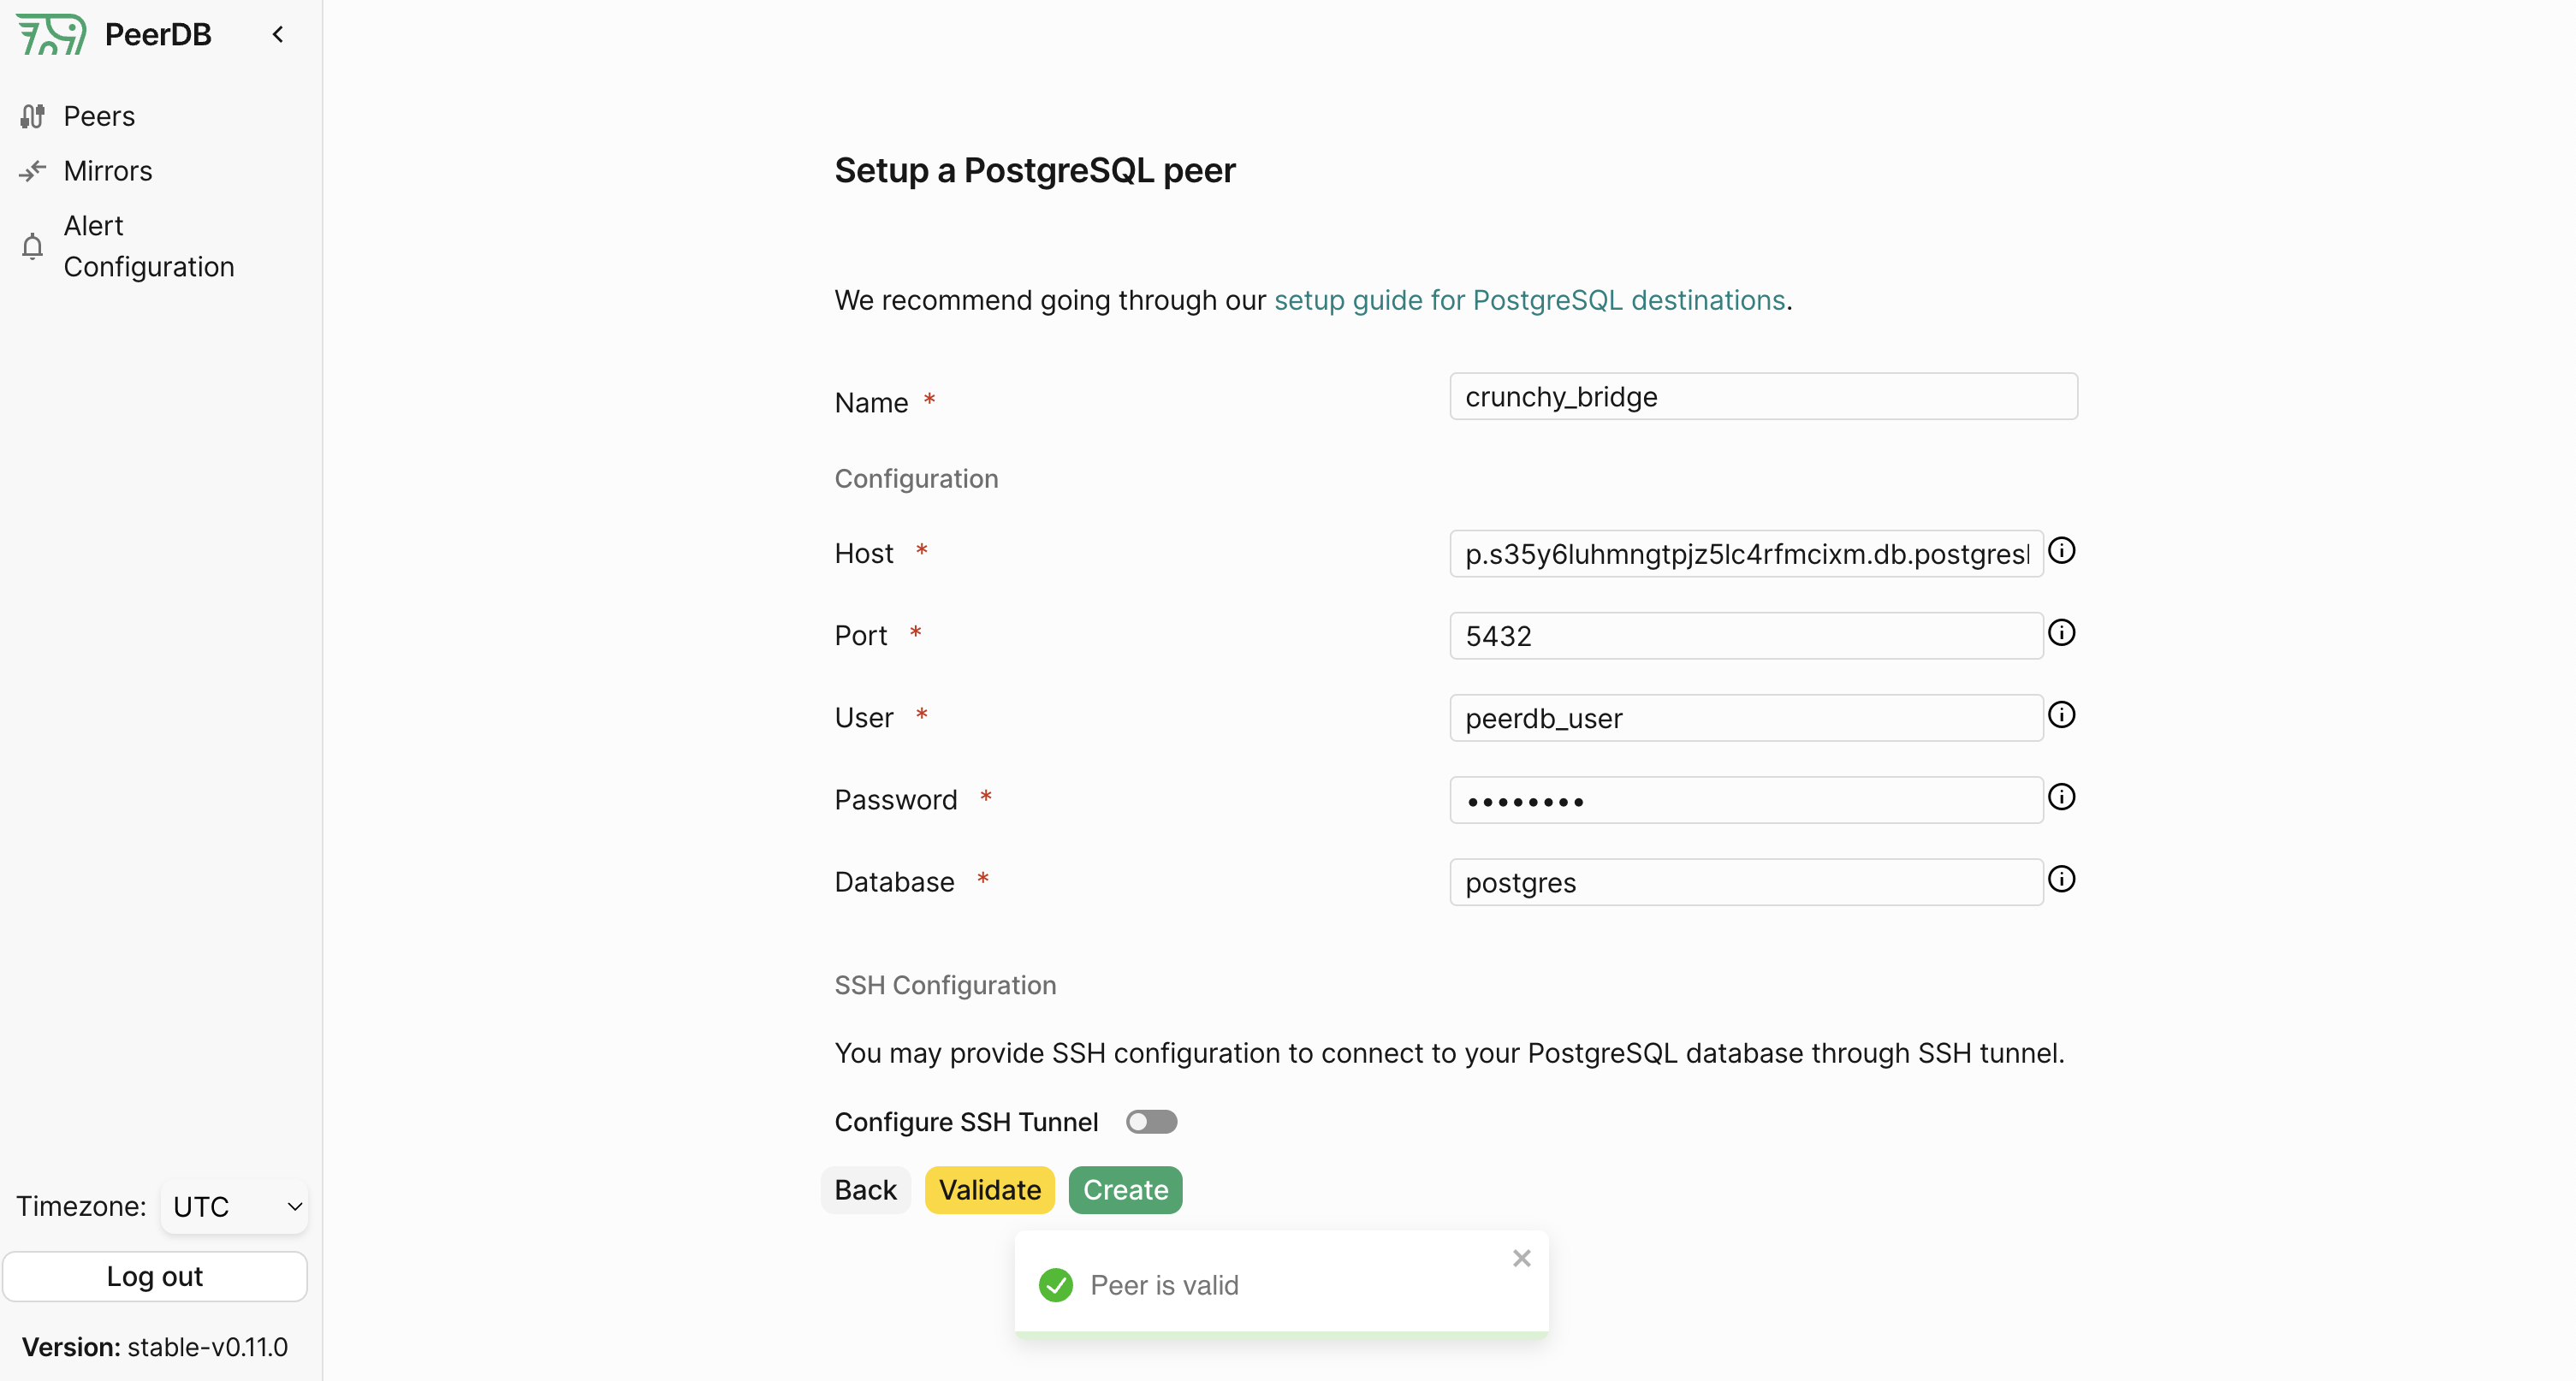 PeerDB
Peers
Mirrors
Alert
Configuration
Timezone: UTC
Log out
Version: stable-v0.11.0
Setup a PostgreSQL peer
We recommend going through our setup guide for PostgreSQL destinations.
Name * crunchy_bridge
Configuration
Host * p.s35y6luhmngtpjz5lc4rfmcixm.db.postgresl
Port * 5432
User * peerdb_user
Password * ••••••••
Database * postgres
SSH Configuration
You may provide SSH configuration to connect to your PostgreSQL database through SSH tunnel.
Configure SSH Tunnel
Back Validate Create
Peer is valid